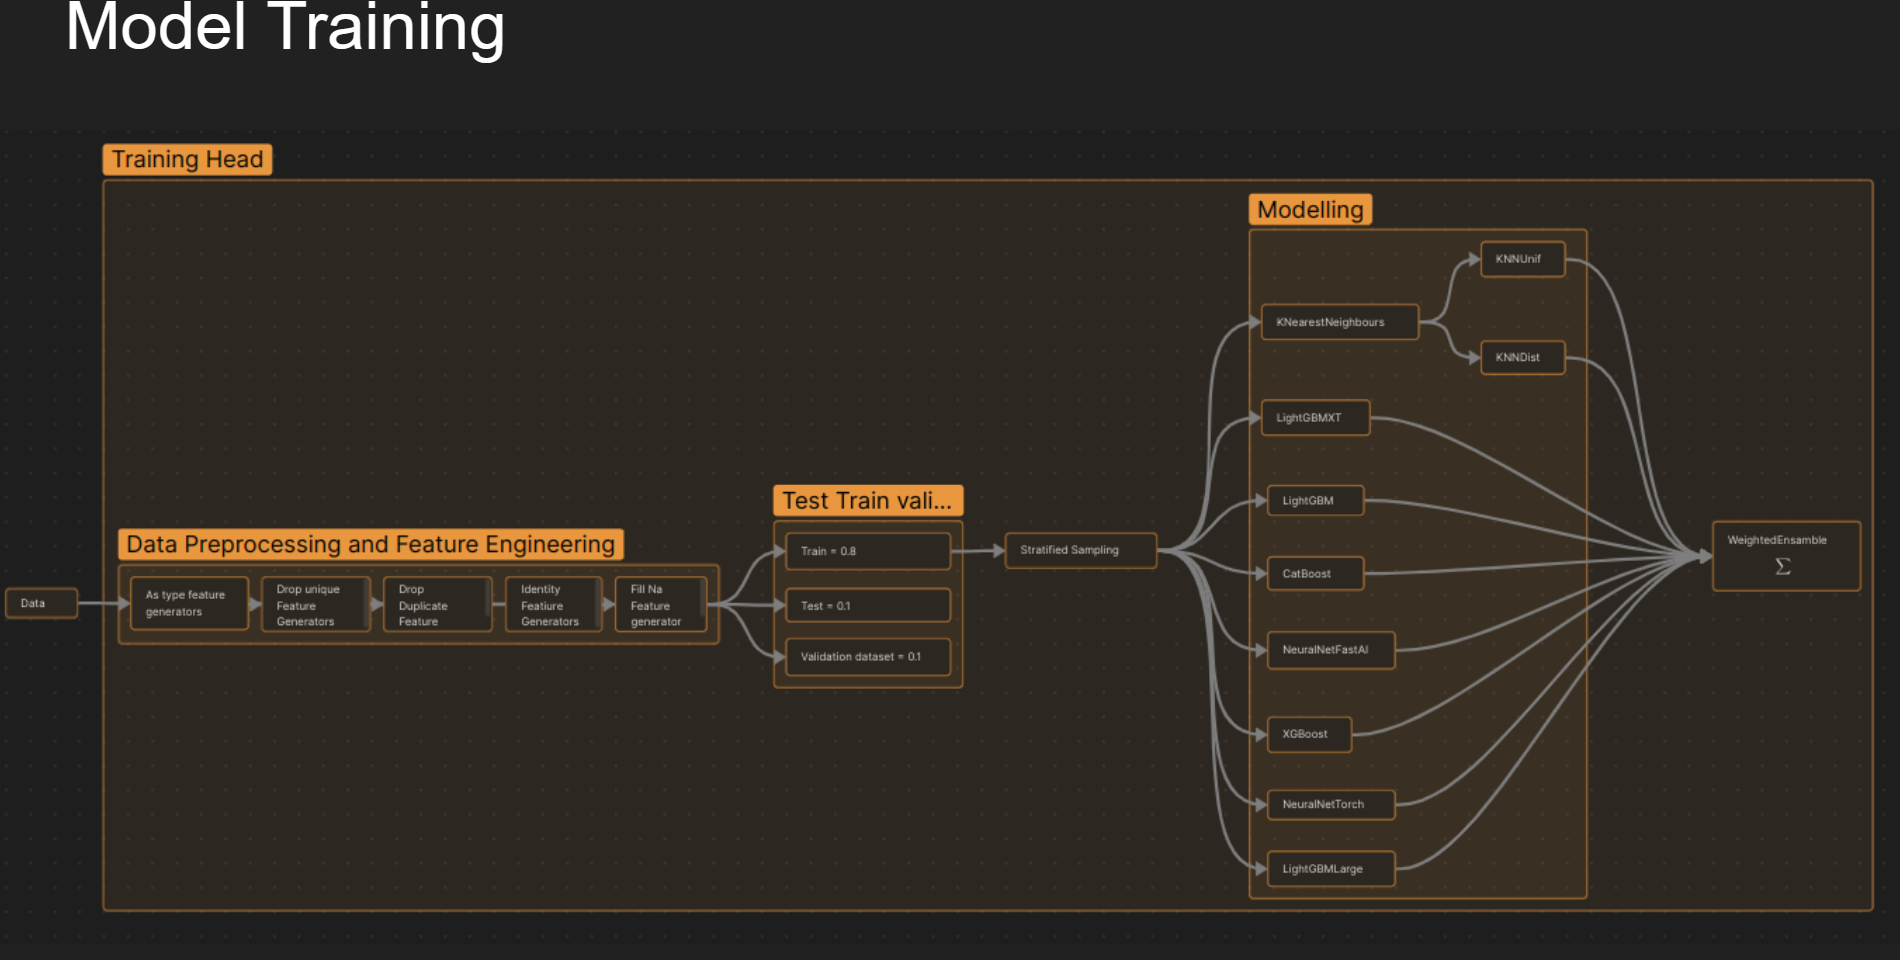 Model Training
Training Head
Modelling
KNNUnif
KNearestNeighbours
KNNDist
LightGBMXT
Test Train vali...
LightGBM
Data Preprocessing and Feature Engineering
Train = 0.8
Stratified Sampling
WeightedEnsamble
Σ
CatBoost
Data
As type feature
generators
Drop unique
Feature
Generators
Drop
Duplicate
Feature
Identity
Featiure
Generators
Fill Na
Feature
generator
Test = 0.1
Validation dataset = 0.1
NeuralNetFastAI
XGBoost
NeuralNetTorch
LightGBMLarge